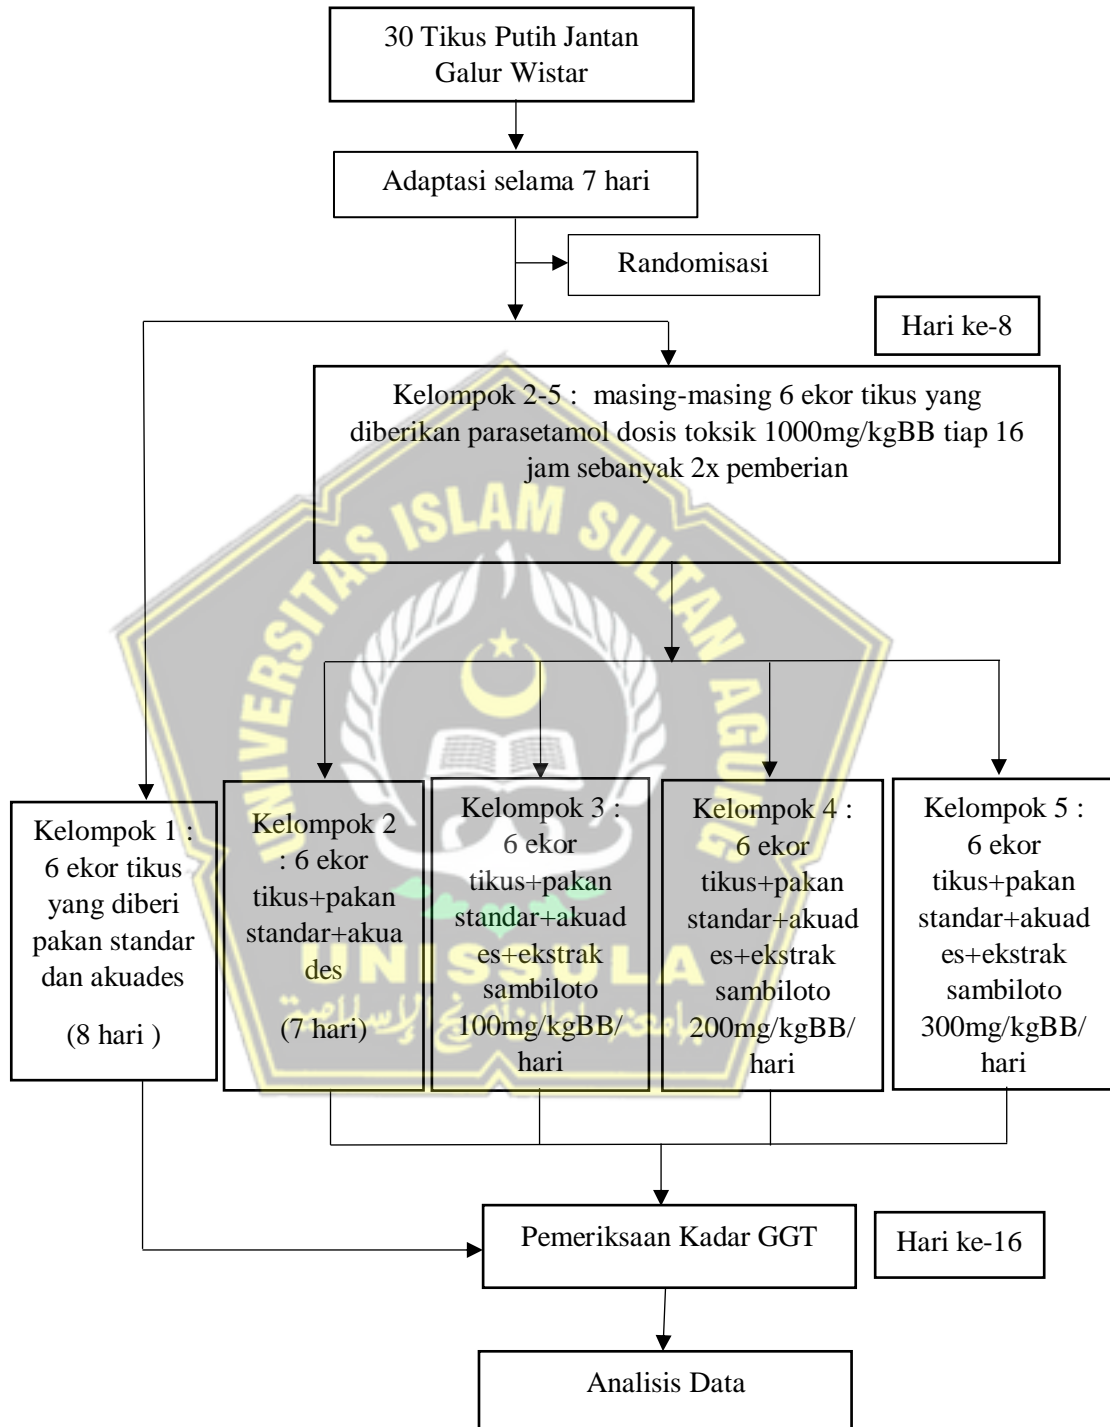 30 Tikus Putih Jantan
Galur Wistar
Adaptasi selama 7 hari
Randomisasi
Hari ke-8
Kelompok 2-5 : masing-masing 6 ekor tikus yang
diberikan parasetamol dosis toksik 1000mg/kgBB tiap 16
jam sebanyak 2x pemberian
UNIVERSITAS ISLAM SULTAN AGUNG
Kelompok 1 :
6 ekor tikus
yang diberi
pakan standar
dan akuades
(8 hari )
Kelompok 2
: 6 ekor
tikus+pakan
standar+akua
des
(7 hari)
Kelompok 3 :
6 ekor
tikus+pakan
standar+akuad
es+ekstrak
sambiloto
100mg/kgBB/
hari
Kelompok 4 :
6 ekor
tikus+pakan
standar+akuad
es+ekstrak
sambiloto
200mg/kgBB/
hari
Kelompok 5 :
6 ekor
tikus+pakan
standar+akuad
es+ekstrak
sambiloto
300mg/kgBB/
hari
UNISSULA
Pemeriksaan Kadar GGT
Hari ke-16
Analisis Data